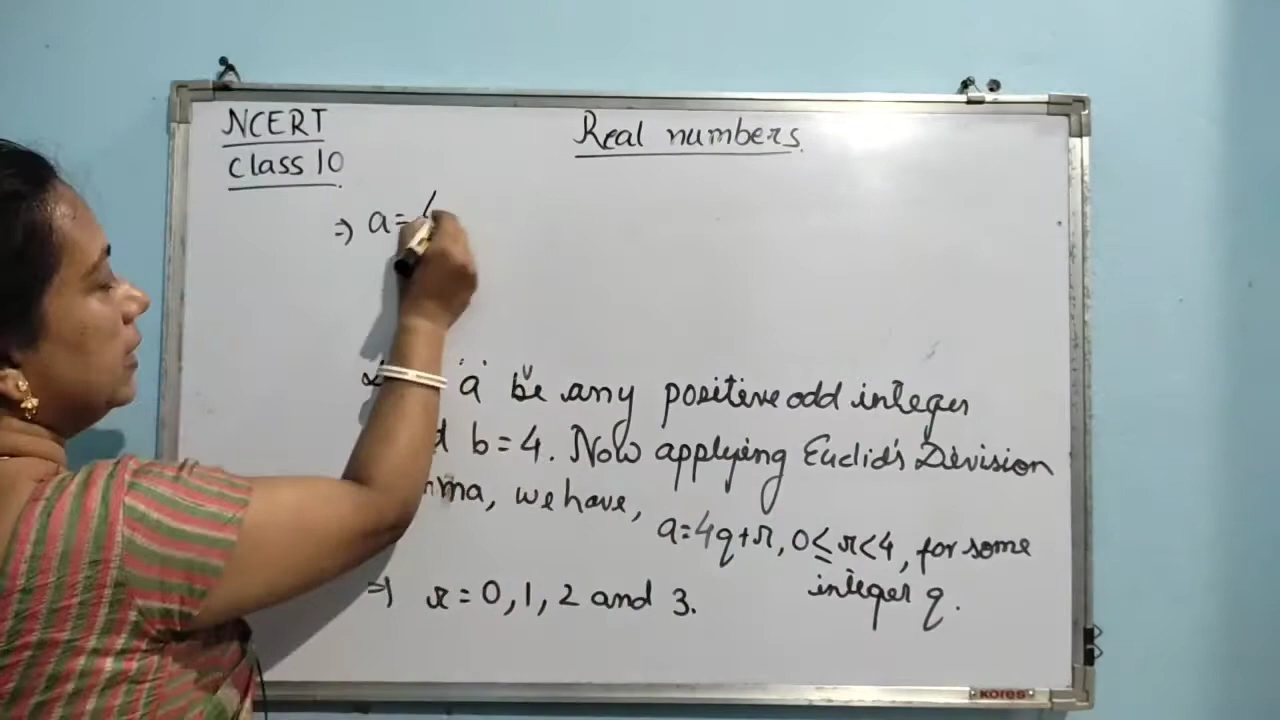 NCERT
Class 10
Real numbers.
⇒ a=
'a' be any positive odd integer
b=4. Now applying Euclid's Division
we have,
a=4q+r, 0≤r<4, for some
integer q.
⇒ r=0,1,2 and 3.
KORES